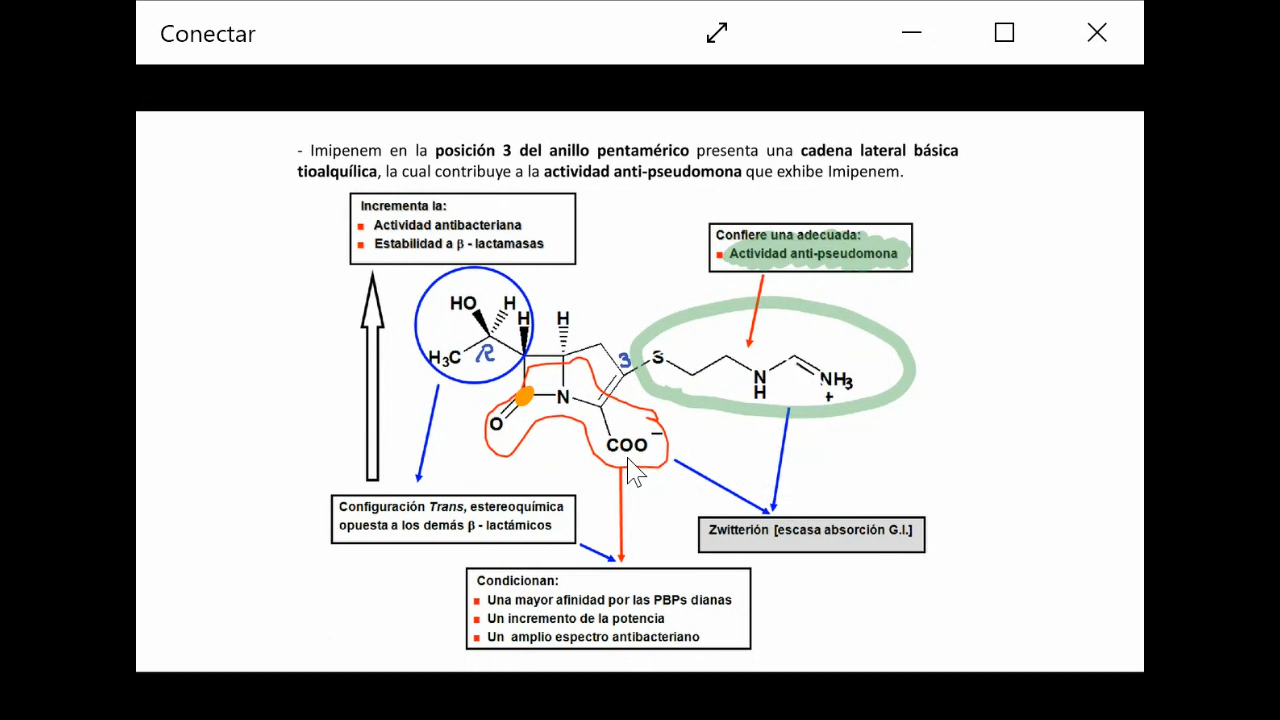 Conectar
- Imipenem en la posición 3 del anillo pentamérico presenta una cadena lateral básica
tioalquílica, la cual contribuye a la actividad anti-pseudomona que exhibe Imipenem.
Incrementa la:
Actividad antibacteriana
Estabilidad a β - lactamasas
Confiere una adecuada:
Actividad anti-pseudomona
HO
H
H
H
H₃C
R
3
S
N
H
NH₃
+
N
O
COO
−
Configuración Trans, estereoquímica
opuesta a los demás β - lactámicos
Zwitterión [escasa absorción G.I.]
Condicionan:
Una mayor afinidad por las PBPs dianas
Un incremento de la potencia
Un amplio espectro antibacteriano